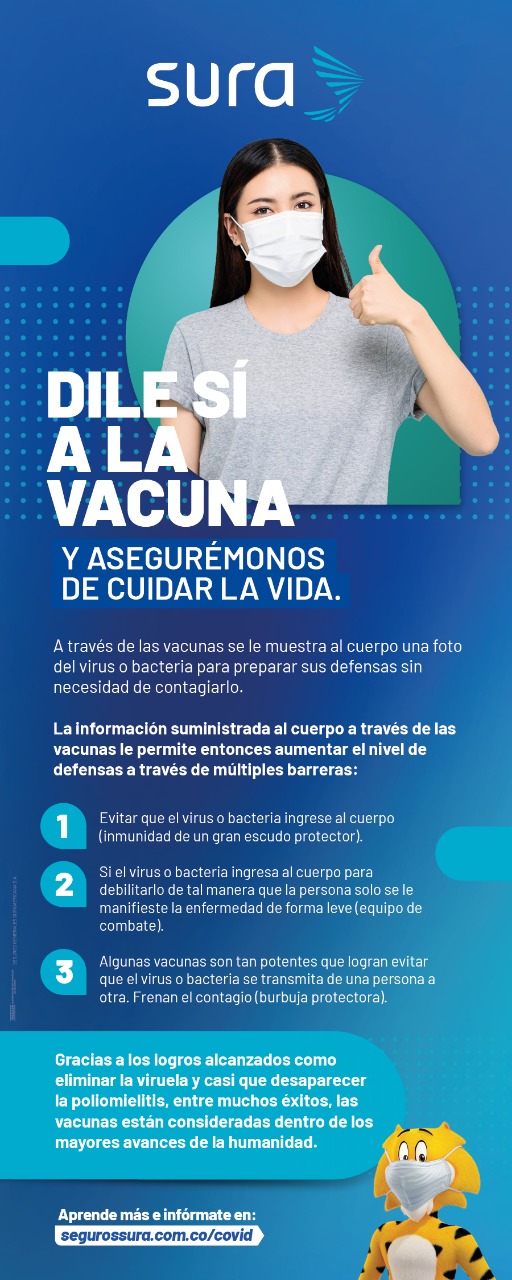 sura
DILE SÍ
A LA
VACUNA
Y ASEGURÉMONOS
DE CUIDAR LA VIDA.
A través de las vacunas se le muestra al cuerpo una foto
del virus o bacteria para preparar sus defensas sin
necesidad de contagiarlo.
La información suministrada al cuerpo a través de las
vacunas le permite entonces aumentar el nivel de
defensas a través de múltiples barreras:
1
Evitar que el virus o bacteria ingrese al cuerpo
(inmunidad de un gran escudo protector).
2
Si el virus o bacteria ingresa al cuerpo para
debilitarlo de tal manera que la persona solo se le
manifieste la enfermedad de forma leve (equipo de
combate).
3
Algunas vacunas son tan potentes que logran evitar
que el virus o bacteria se transmita de una persona a
otra. Frenan el contagio (burbuja protectora).
Gracias a los logros alcanzados como
eliminar la viruela y casi que desaparecer
la poliomielitis, entre muchos éxitos, las
vacunas están consideradas dentro de los
mayores avances de la humanidad.
Aprende más e infórmate en:
segurossura.com.co/covid